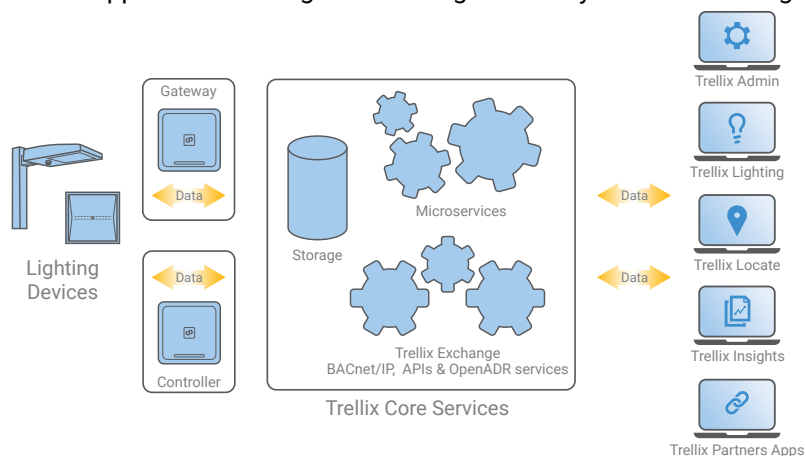 Gateway
Data
Lighting
Devices
Data
Controller
Storage
Microservices
Trellix Exchange
BACnet/IP, APIs & OpenADR services
Trellix Core Services
Data
Data
Trellix Admin
Trellix Lighting
Trellix Locate
Trellix Insights
Trellix Partners Apps